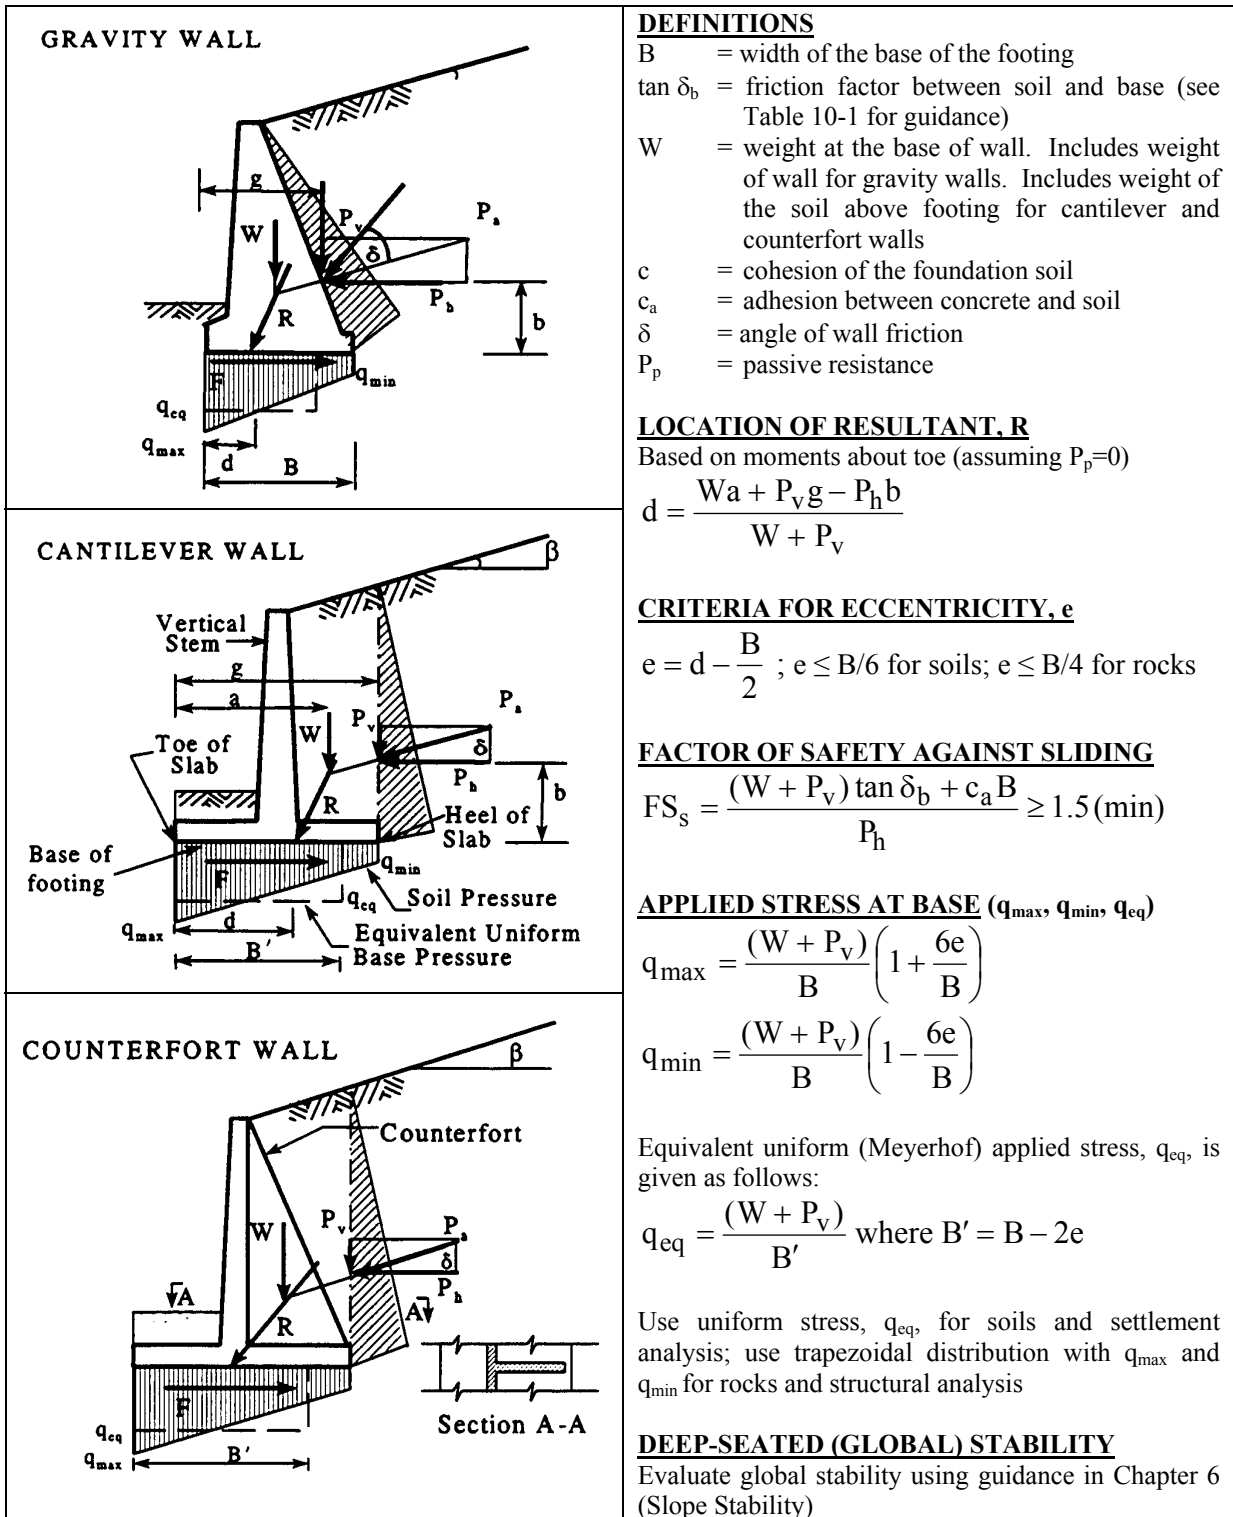 GRAVITY WALL
g
P_v
P_a
W
δ
P_h
b
R
F
q_min
q_eq
q_max
d
B
CANTILEVER WALL
β
Vertical
Stem
g
a
P_a
P_v
W
δ
Toe of
Slab
P_h
b
R
Heel of
Slab
Base of
footing
q_min
F
Soil Pressure
q_eq
q_max
d
Equivalent Uniform
Base Pressure
B′
COUNTERFORT WALL
β
Counterfort
W
P_v
P_a
δ
P_h
A
A
R
F
Section A-A
q_eq
q_max
B′
DEFINITIONS
B = width of the base of the footing
tan δ_b = friction factor between soil and base (see
Table 10-1 for guidance)
W = weight at the base of wall. Includes weight
of wall for gravity walls. Includes weight of
the soil above footing for cantilever and
counterfort walls
c = cohesion of the foundation soil
c_a = adhesion between concrete and soil
δ = angle of wall friction
P_p = passive resistance
LOCATION OF RESULTANT, R
Based on moments about toe (assuming P_p=0)
d = (Wa + P_v g − P_h b) / (W + P_v)
CRITERIA FOR ECCENTRICITY, e
e = d − B/2 ; e ≤ B/6 for soils; e ≤ B/4 for rocks
FACTOR OF SAFETY AGAINST SLIDING
FS_s = ((W + P_v) tan δ_b + c_a B) / P_h ≥ 1.5 (min)
APPLIED STRESS AT BASE (q_max, q_min, q_eq)
q_max = (W + P_v)/B (1 + 6e/B)
q_min = (W + P_v)/B (1 − 6e/B)
Equivalent uniform (Meyerhof) applied stress, q_eq, is
given as follows:
q_eq = (W + P_v)/B′ where B′ = B − 2e
Use uniform stress, q_eq, for soils and settlement
analysis; use trapezoidal distribution with q_max and
q_min for rocks and structural analysis
DEEP-SEATED (GLOBAL) STABILITY
Evaluate global stability using guidance in Chapter 6
(Slope Stability)